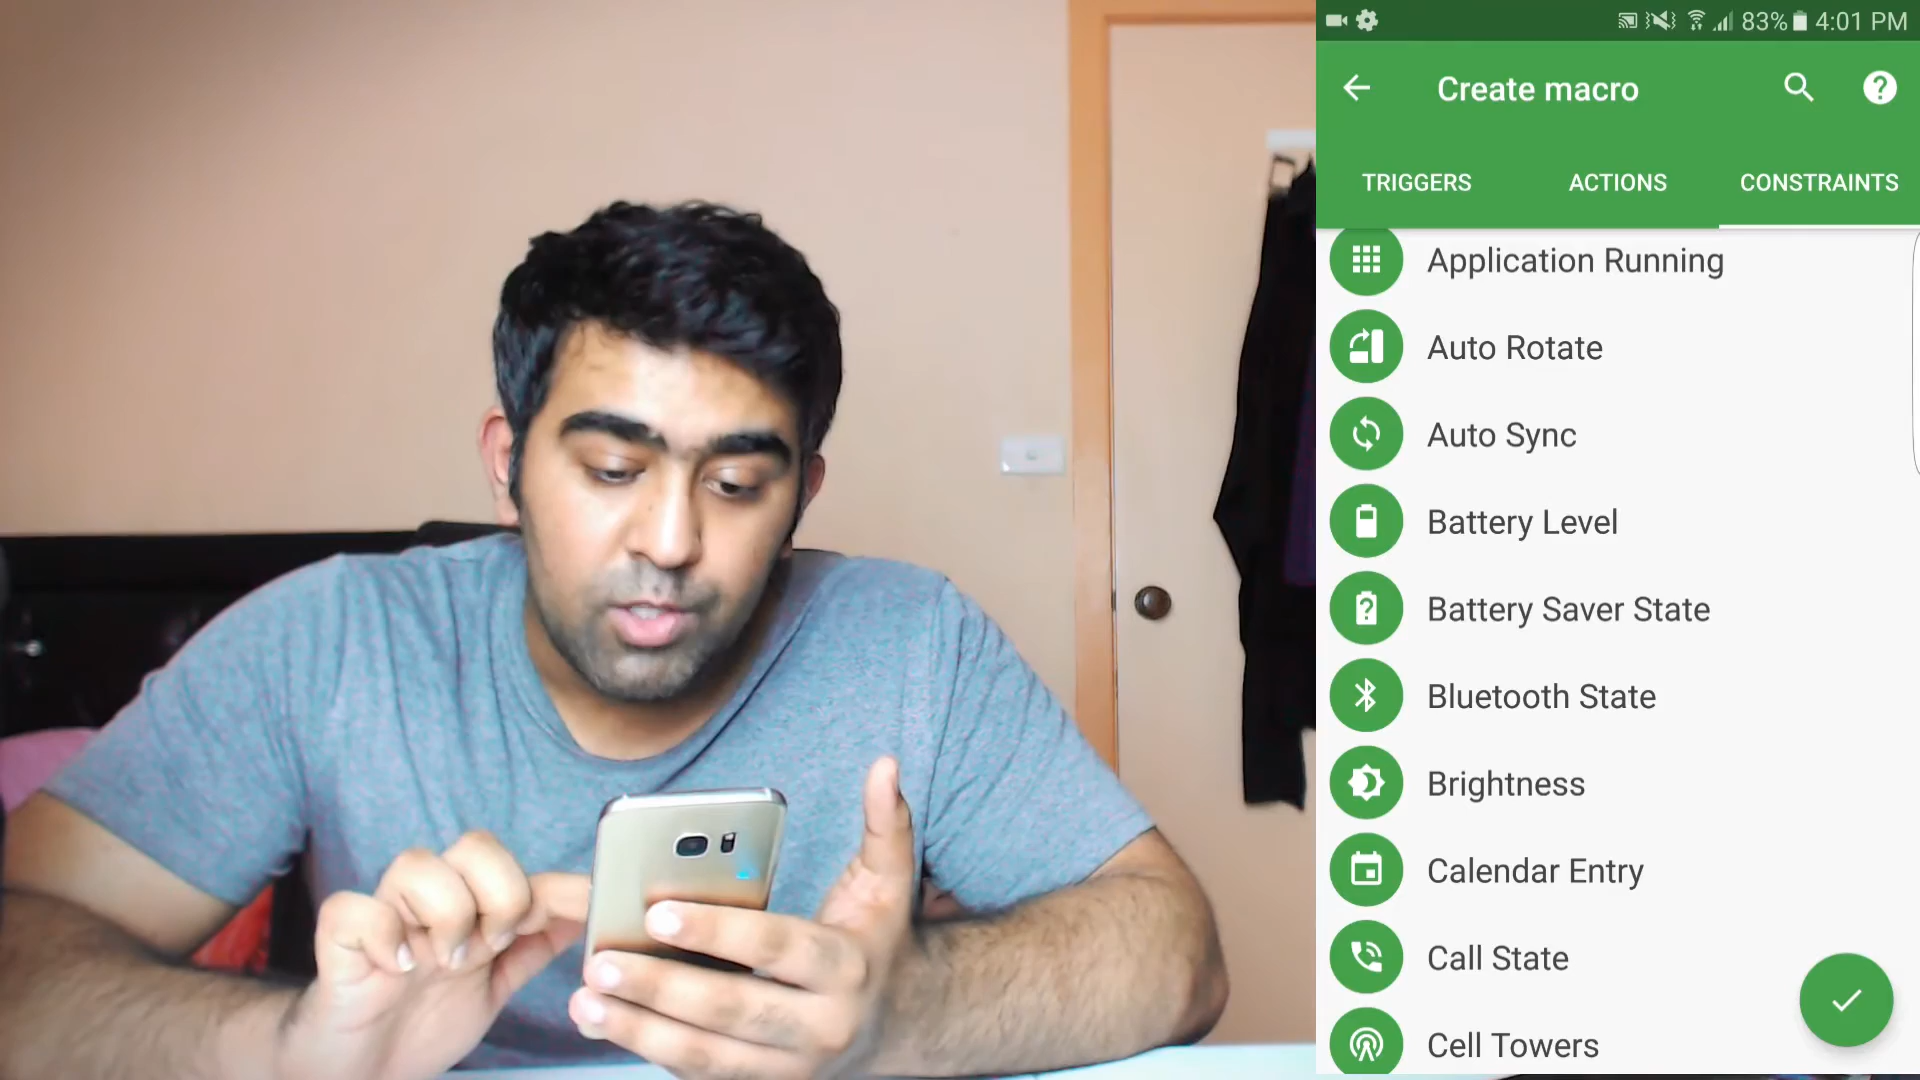 83% 4:01 PM
Create macro
TRIGGERS ACTIONS CONSTRAINTS
Application Running
Auto Rotate
Auto Sync
Battery Level
Battery Saver State
Bluetooth State
Brightness
Calendar Entry
Call State
Cell Towers